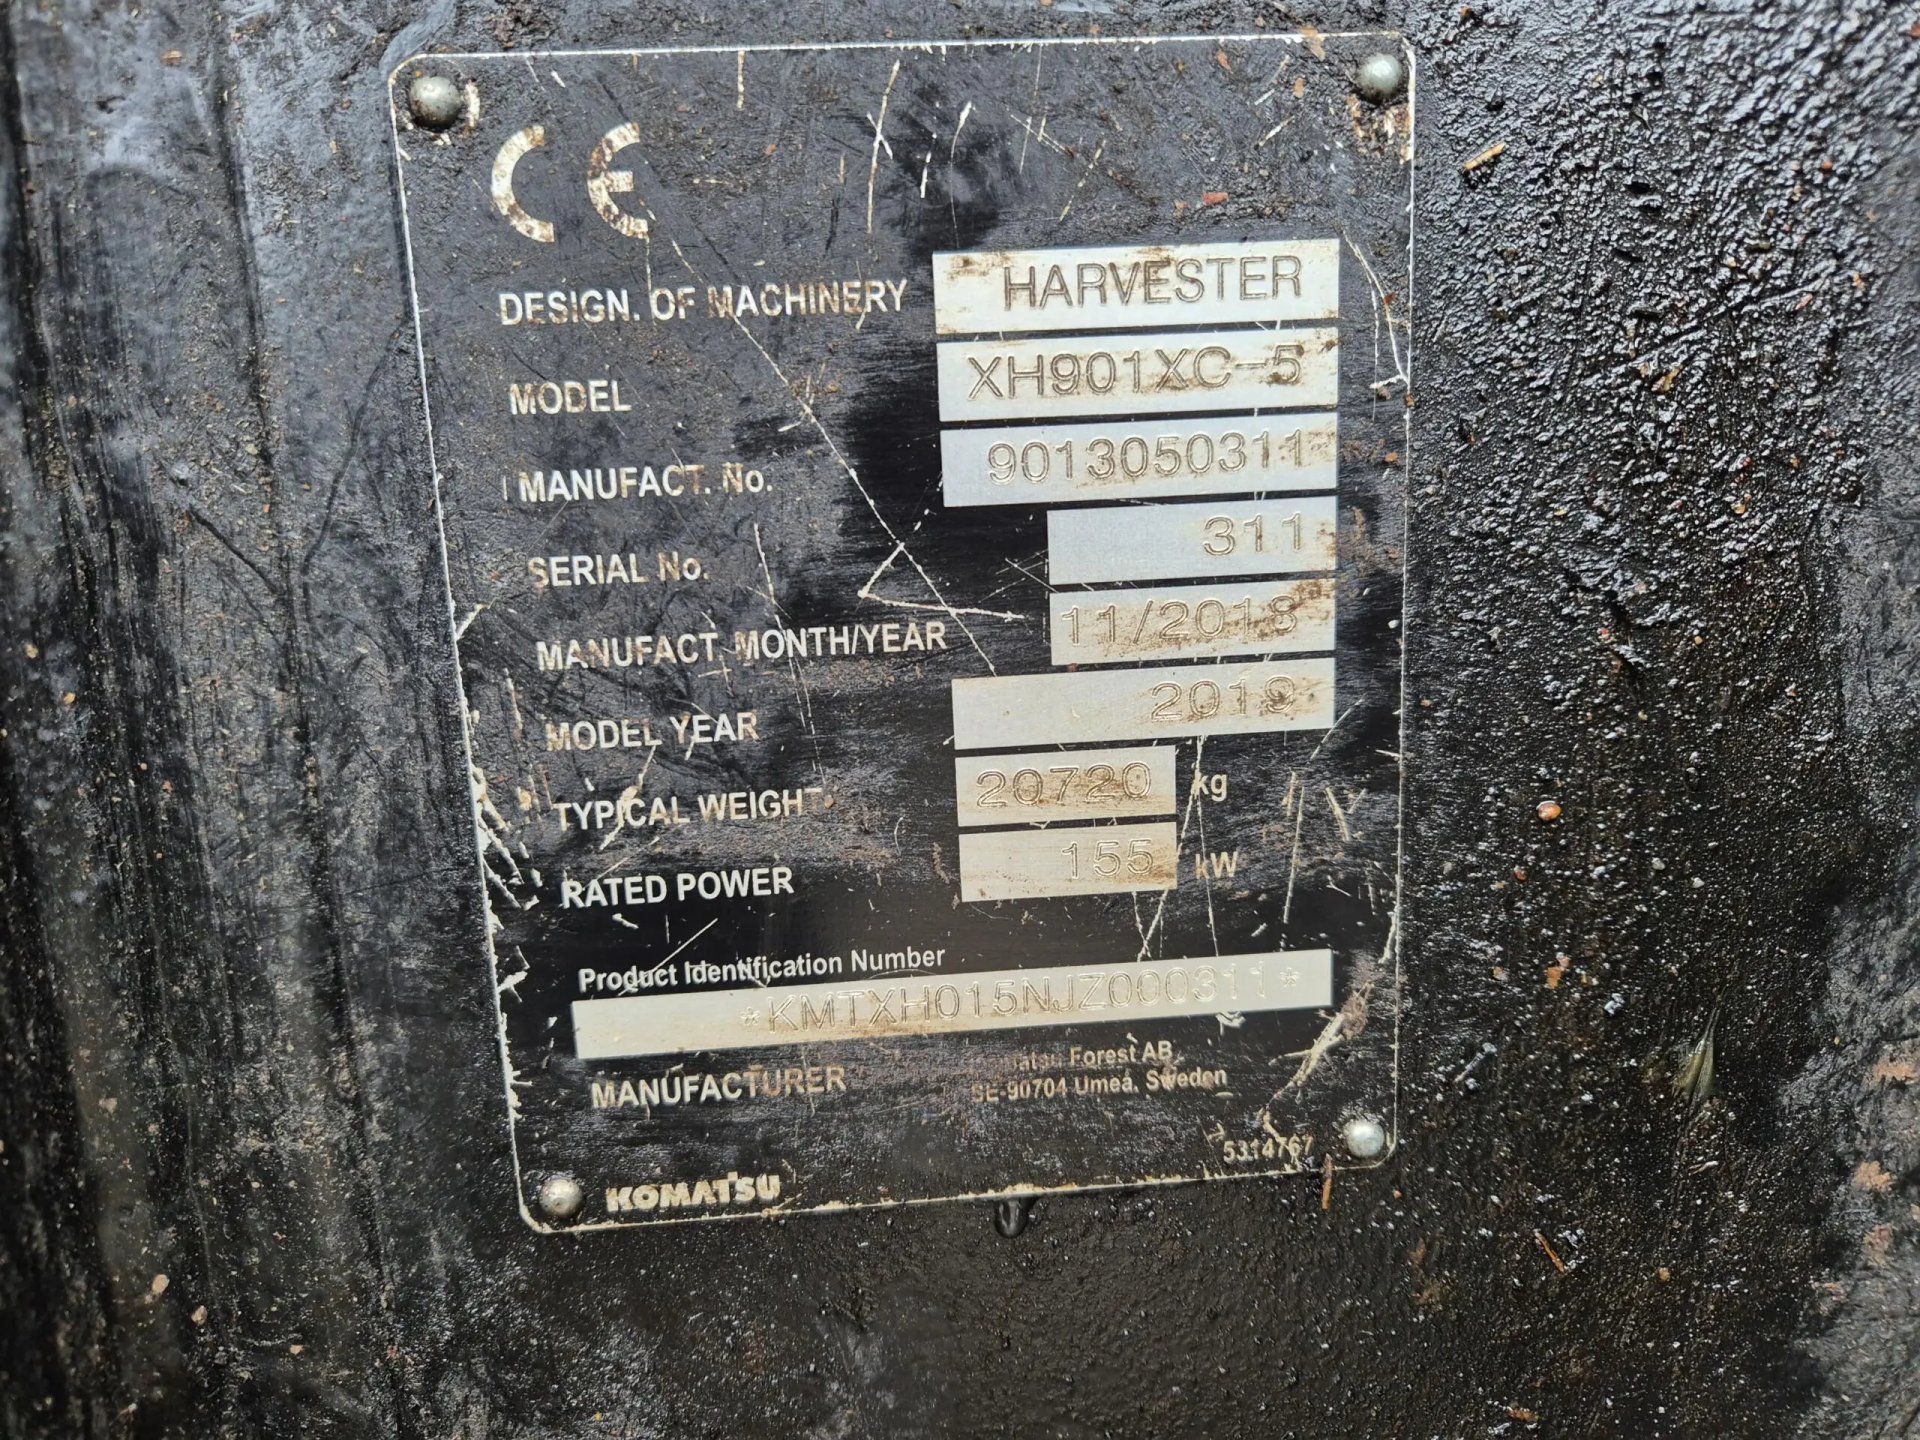 CE
DESIGN. OF MACHINERY HARVESTER
MODEL XH901XC-5
MANUFACT. No. 9013050311
SERIAL No. 311
MANUFACT. MONTH/YEAR 11/2018
MODEL YEAR 2019
TYPICAL WEIGHT 20720 kg
RATED POWER 155 kW
Product Identification Number
*KMTXH015NJZ000311*
MANUFACTURER Komatsu Forest AB
SE-90704 Umeå, Sweden
5314767
KOMATSU